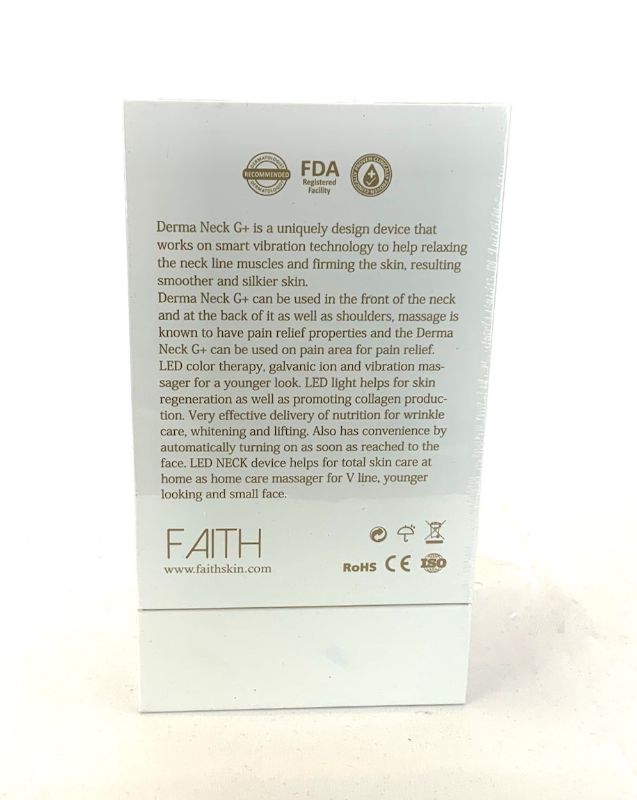 DERMATOLOGIST
RECOMMENDED
DERMATOLOGIST
FDA
Registered
Facility
Derma Neck G+ is a uniquely design device that
works on smart vibration technology to help relaxing
the neck line muscles and firming the skin, resulting
smoother and silkier skin.
Derma Neck G+ can be used in the front of the neck
and at the back of it as well as shoulders, massage is
known to have pain relief properties and the Derma
Neck G+ can be used on pain area for pain relief.
LED color therapy, galvanic ion and vibration mas-
sager for a younger look. LED light helps for skin
regeneration as well as promoting collagen produc-
tion. Very effective delivery of nutrition for wrinkle
care, whitening and lifting. Also has convenience by
automatically turning on as soon as reached to the
face. LED NECK device helps for total skin care at
home as home care massager for V line, younger
looking and small face.
FAITH
www.faithskin.com
RoHS CE ISO